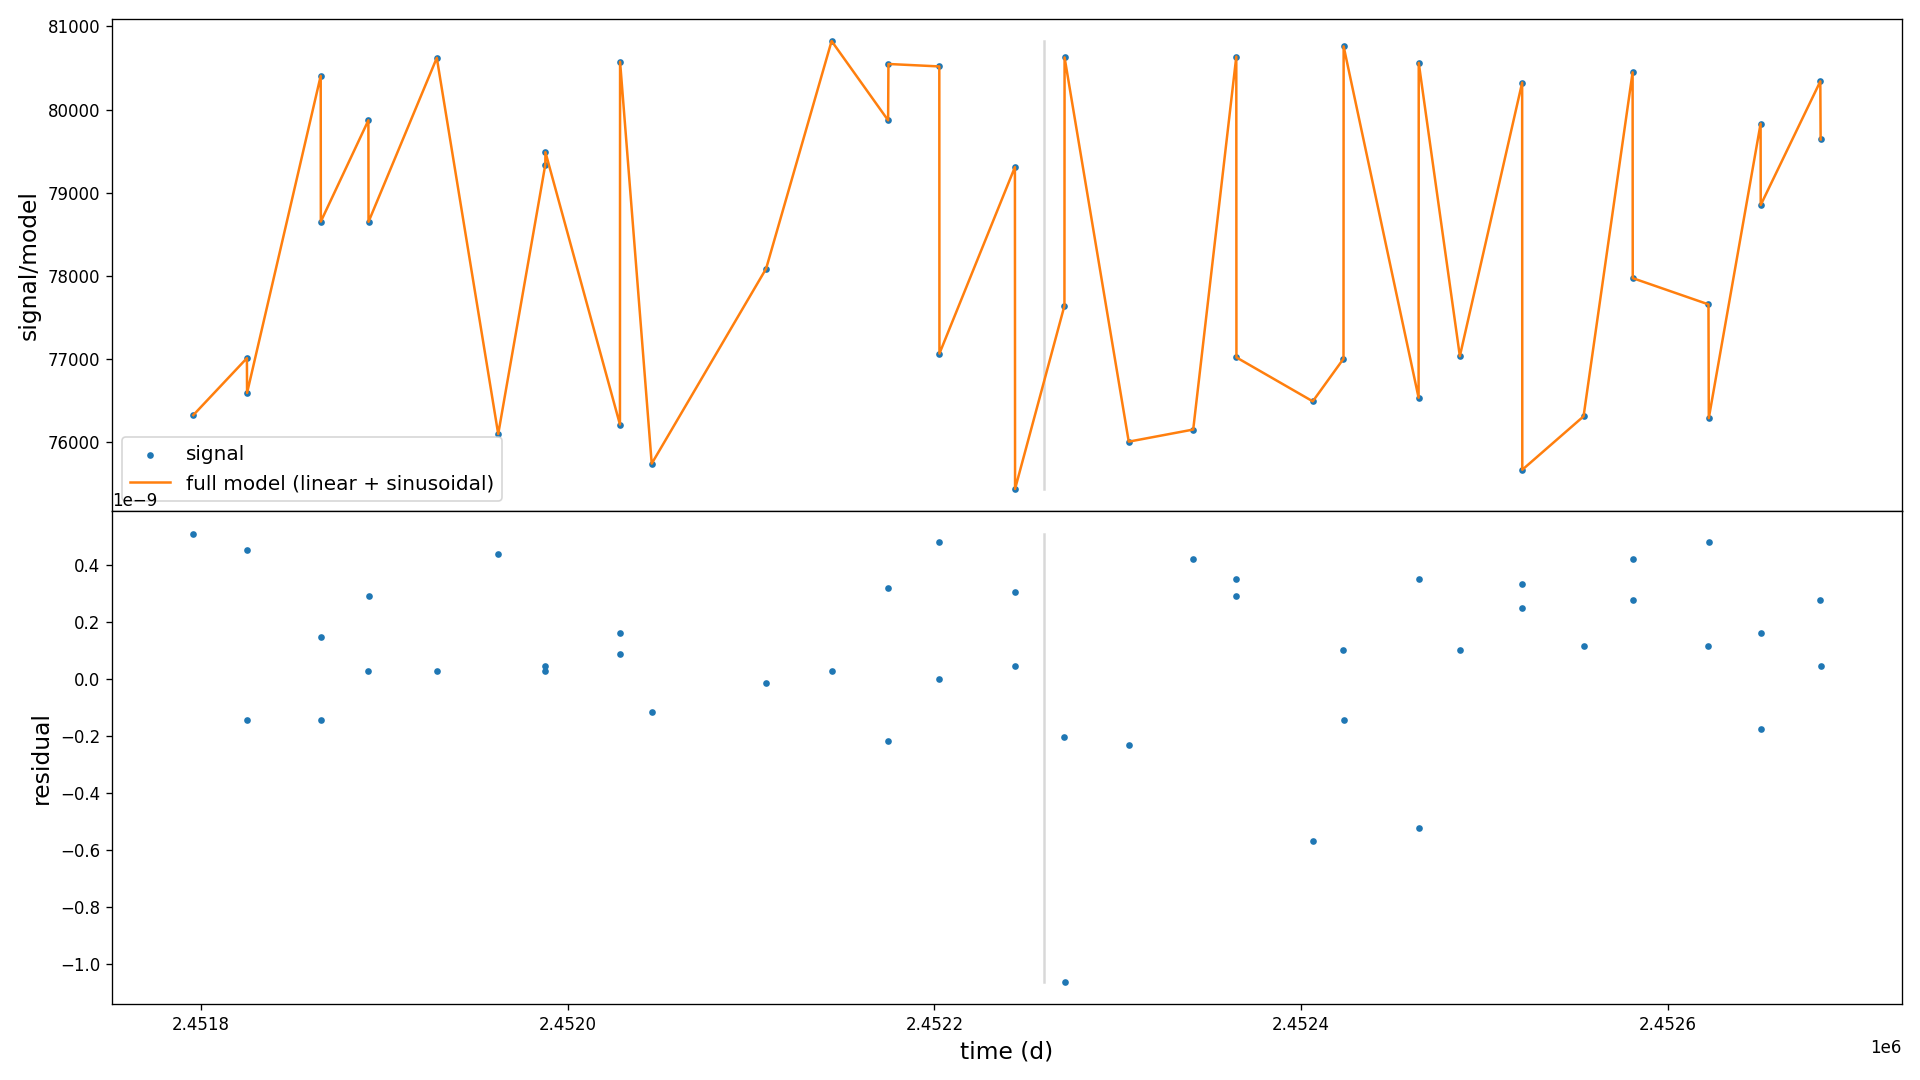 81000
80000
79000
78000
77000
76000
signal/model
signal
full model (linear + sinusoidal)
1e−9
0.4
0.2
0.0
−0.2
−0.4
−0.6
−0.8
−1.0
residual
2.4518
2.4520
2.4522
2.4524
2.4526
time (d)
1e6